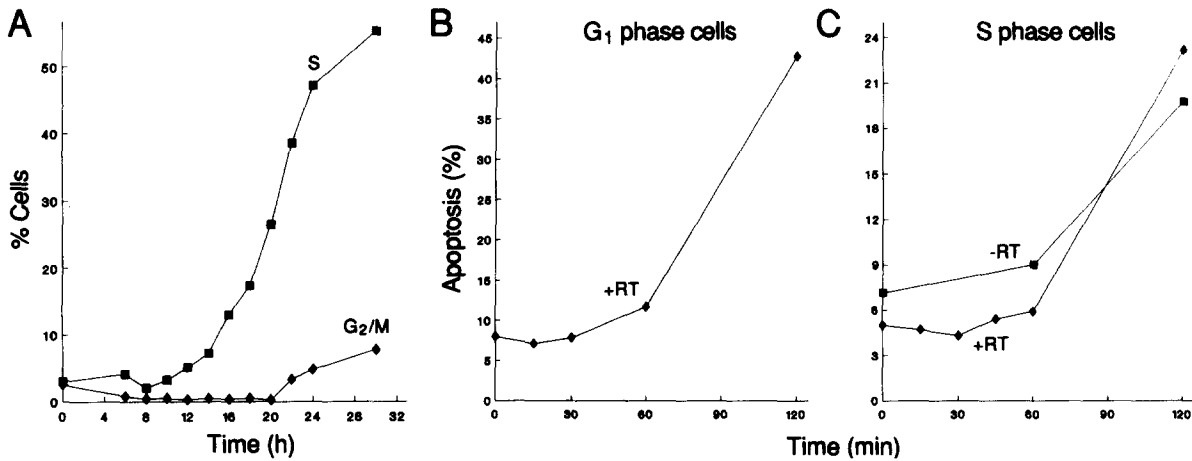 A
50
40
30
20
10
0
% Cells
S
G₂/M
0 4 8 12 16 20 24 28 32
Time (h)
B
G₁ phase cells
45
40
35
30
25
20
15
10
5
0
Apoptosis (%)
+RT
0 30 60 90 120
C
S phase cells
24
21
18
15
12
9
6
3
0
-RT
+RT
0 30 60 90 120
Time (min)